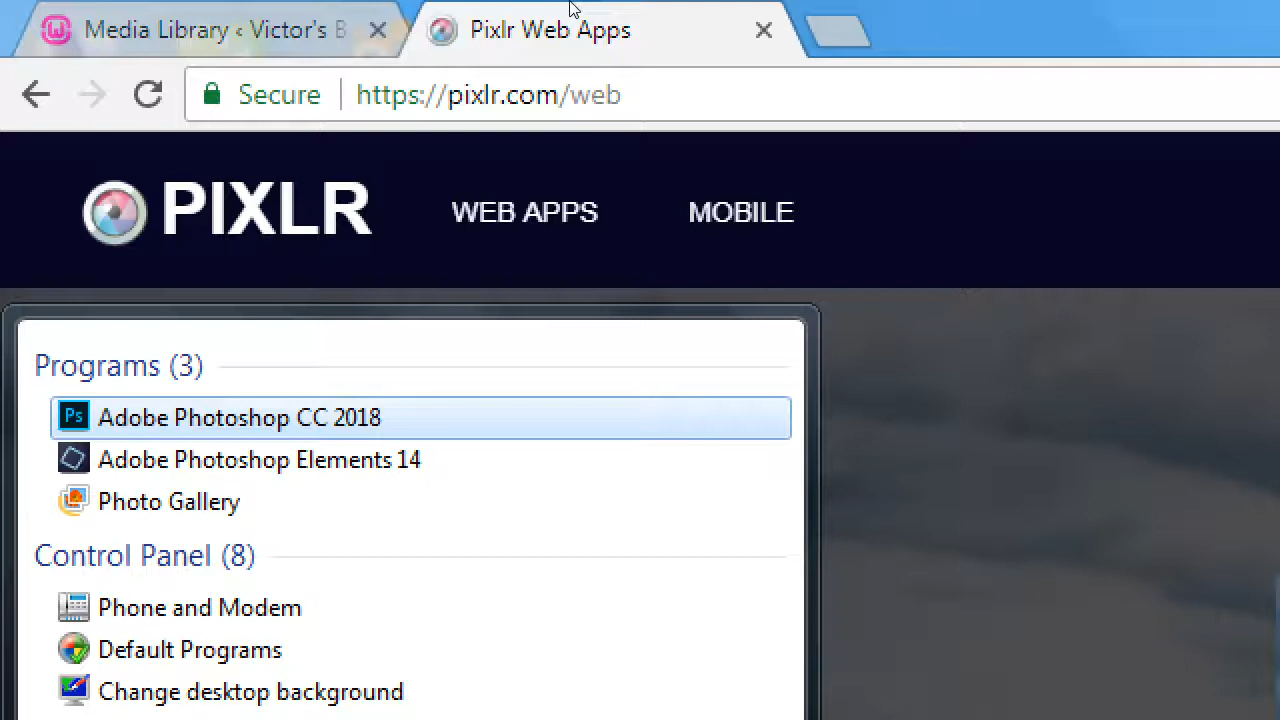 Media Library ‹ Victor's B
Pixlr Web Apps
Secure
https://pixlr.com/web
PIXLR
WEB APPS
MOBILE
Programs (3)
Ps
Adobe Photoshop CC 2018
Adobe Photoshop Elements 14
Photo Gallery
Control Panel (8)
Phone and Modem
Default Programs
Change desktop background